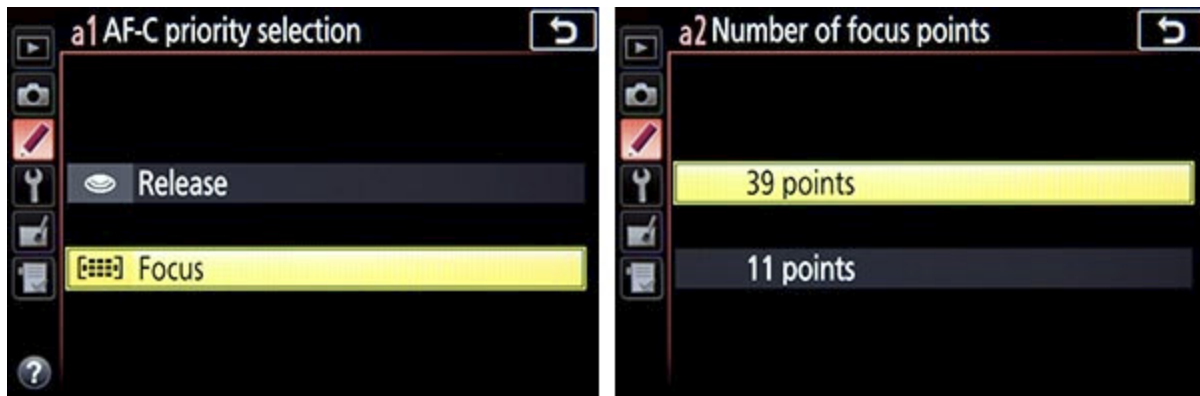 a1 AF-C priority selection
Release
Focus
?
a2 Number of focus points
39 points
11 points